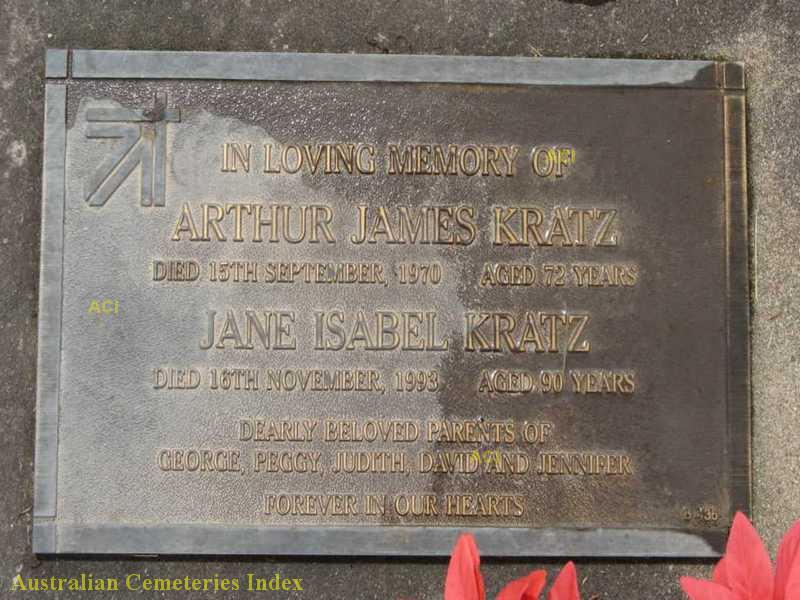 IN LOVING MEMORY OF
ARTHUR JAMES KRATZ
DIED 15TH SEPTEMBER, 1970 AGED 72 YEARS
ACI
JANE ISABEL KRATZ
DIED 16TH NOVEMBER, 1993 AGED 90 YEARS
DEARLY BELOVED PARENTS OF
GEORGE, PEGGY, JUDITH, DAVID AND JENNIFER
ACI
FOREVER IN OUR HEARTS
Australian Cemeteries Index